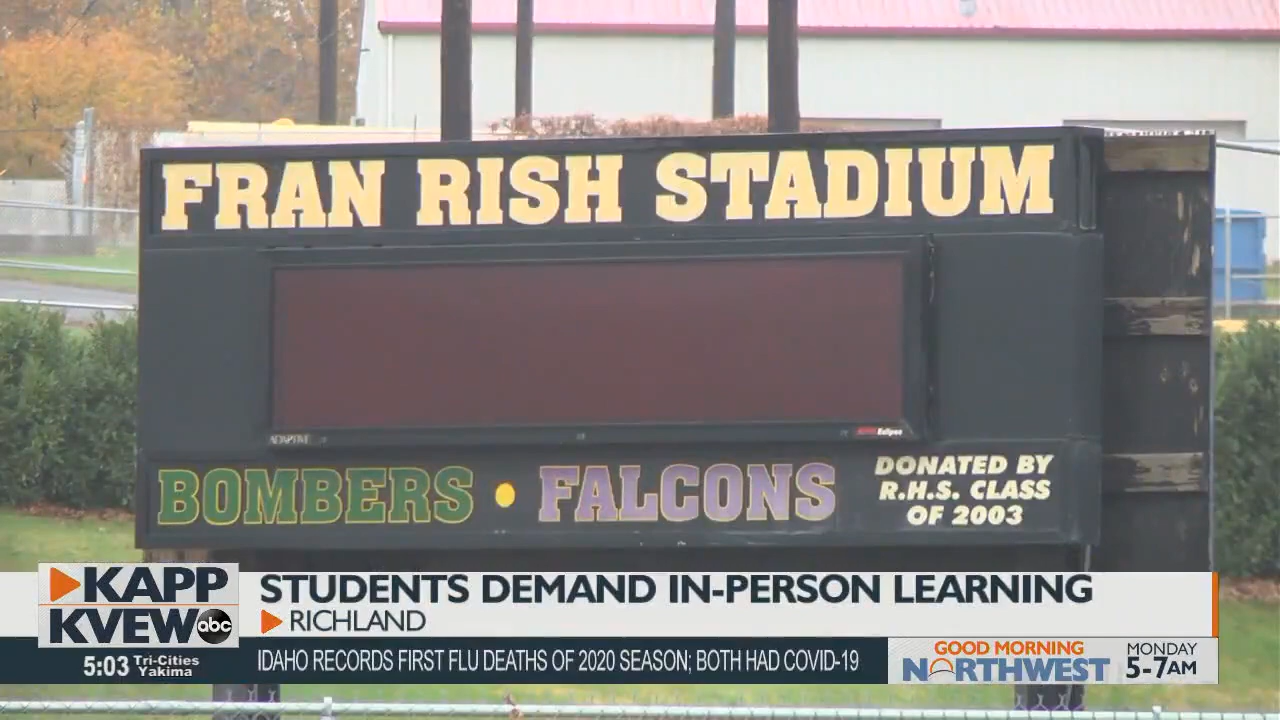 FRAN RISH STADIUM
ADAPTIVE
Eclipse
BOMBERS • FALCONS
DONATED BY
R.H.S. CLASS
OF 2003
KAPP
KVEW abc
STUDENTS DEMAND IN-PERSON LEARNING
RICHLAND
5:03 Tri-Cities
Yakima
IDAHO RECORDS FIRST FLU DEATHS OF 2020 SEASON; BOTH HAD COVID-19
GOOD MORNING
NORTHWEST
MONDAY
5-7AM